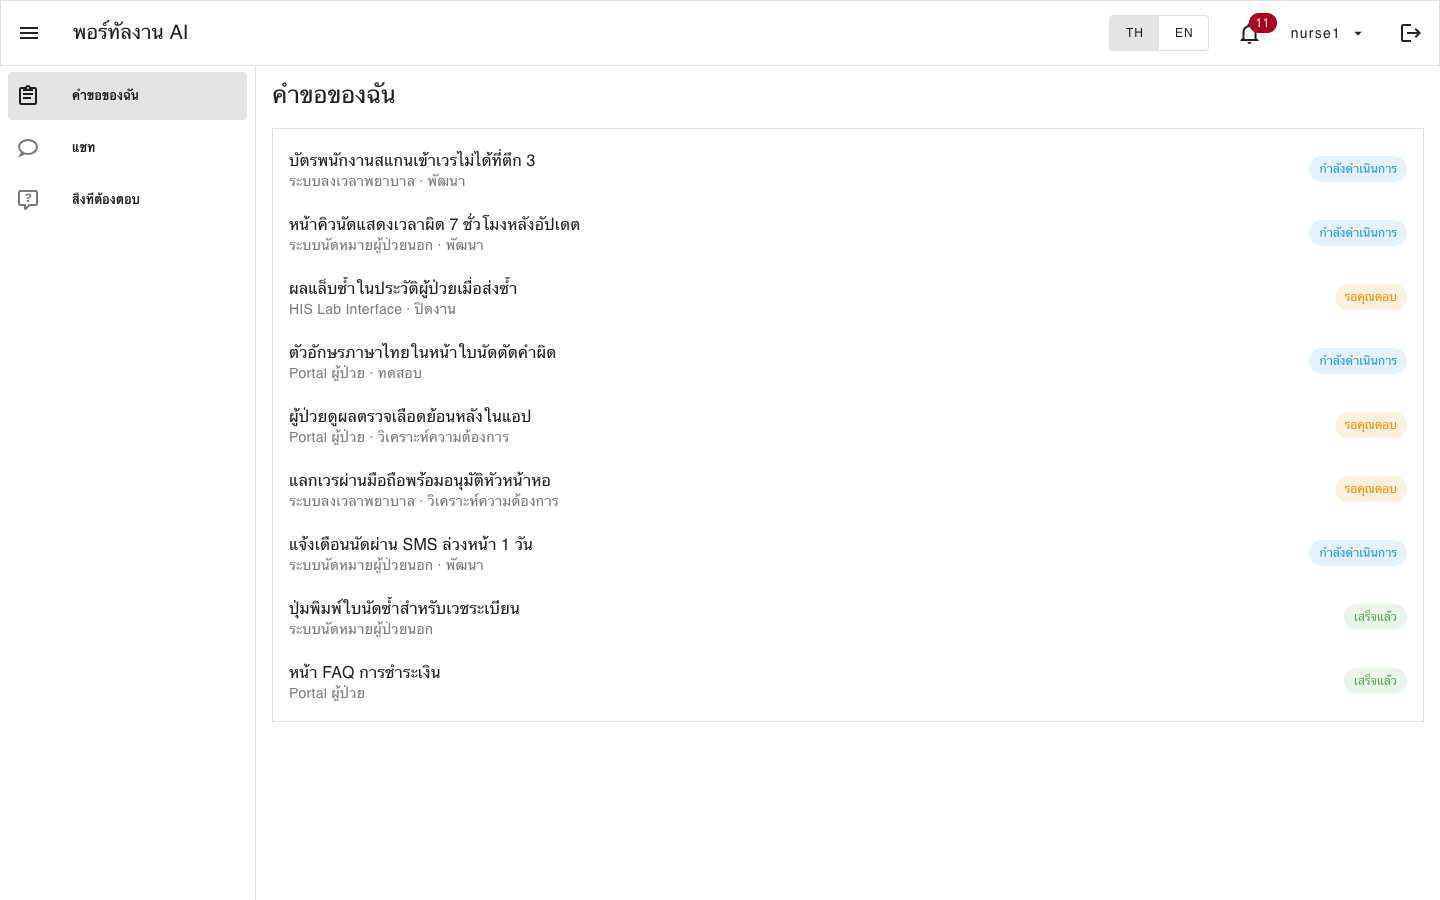 พอร์ทัลงาน AI
TH
EN
11
nurse1
คำขอของฉัน
แชท
สิ่งที่ต้องตอบ
คำขอของฉัน
บัตรพนักงานสแกนเข้าเวรไม่ได้ที่ตึก 3
ระบบลงเวลาพยาบาล · พัฒนา
กำลังดำเนินการ
หน้าคิวนัดแสดงเวลาผิด 7 ชั่วโมงหลังอัปเดต
ระบบนัดหมายผู้ป่วยนอก · พัฒนา
กำลังดำเนินการ
ผลแล็บซ้ำในประวัติผู้ป่วยเมื่อส่งซ้ำ
HIS Lab Interface · ปิดงาน
รอคุณตอบ
ตัวอักษรภาษาไทยในหน้าใบนัดตัดคำผิด
Portal ผู้ป่วย · ทดสอบ
กำลังดำเนินการ
ผู้ป่วยดูผลตรวจเลือดย้อนหลังในแอป
Portal ผู้ป่วย · วิเคราะห์ความต้องการ
รอคุณตอบ
แลกเวรผ่านมือถือพร้อมอนุมัติหัวหน้าหอ
ระบบลงเวลาพยาบาล · วิเคราะห์ความต้องการ
รอคุณตอบ
แจ้งเตือนนัดผ่าน SMS ล่วงหน้า 1 วัน
ระบบนัดหมายผู้ป่วยนอก · พัฒนา
กำลังดำเนินการ
ปุ่มพิมพ์ใบนัดซ้ำสำหรับเวชระเบียน
ระบบนัดหมายผู้ป่วยนอก
เสร็จแล้ว
หน้า FAQ การชำระเงิน
Portal ผู้ป่วย
เสร็จแล้ว